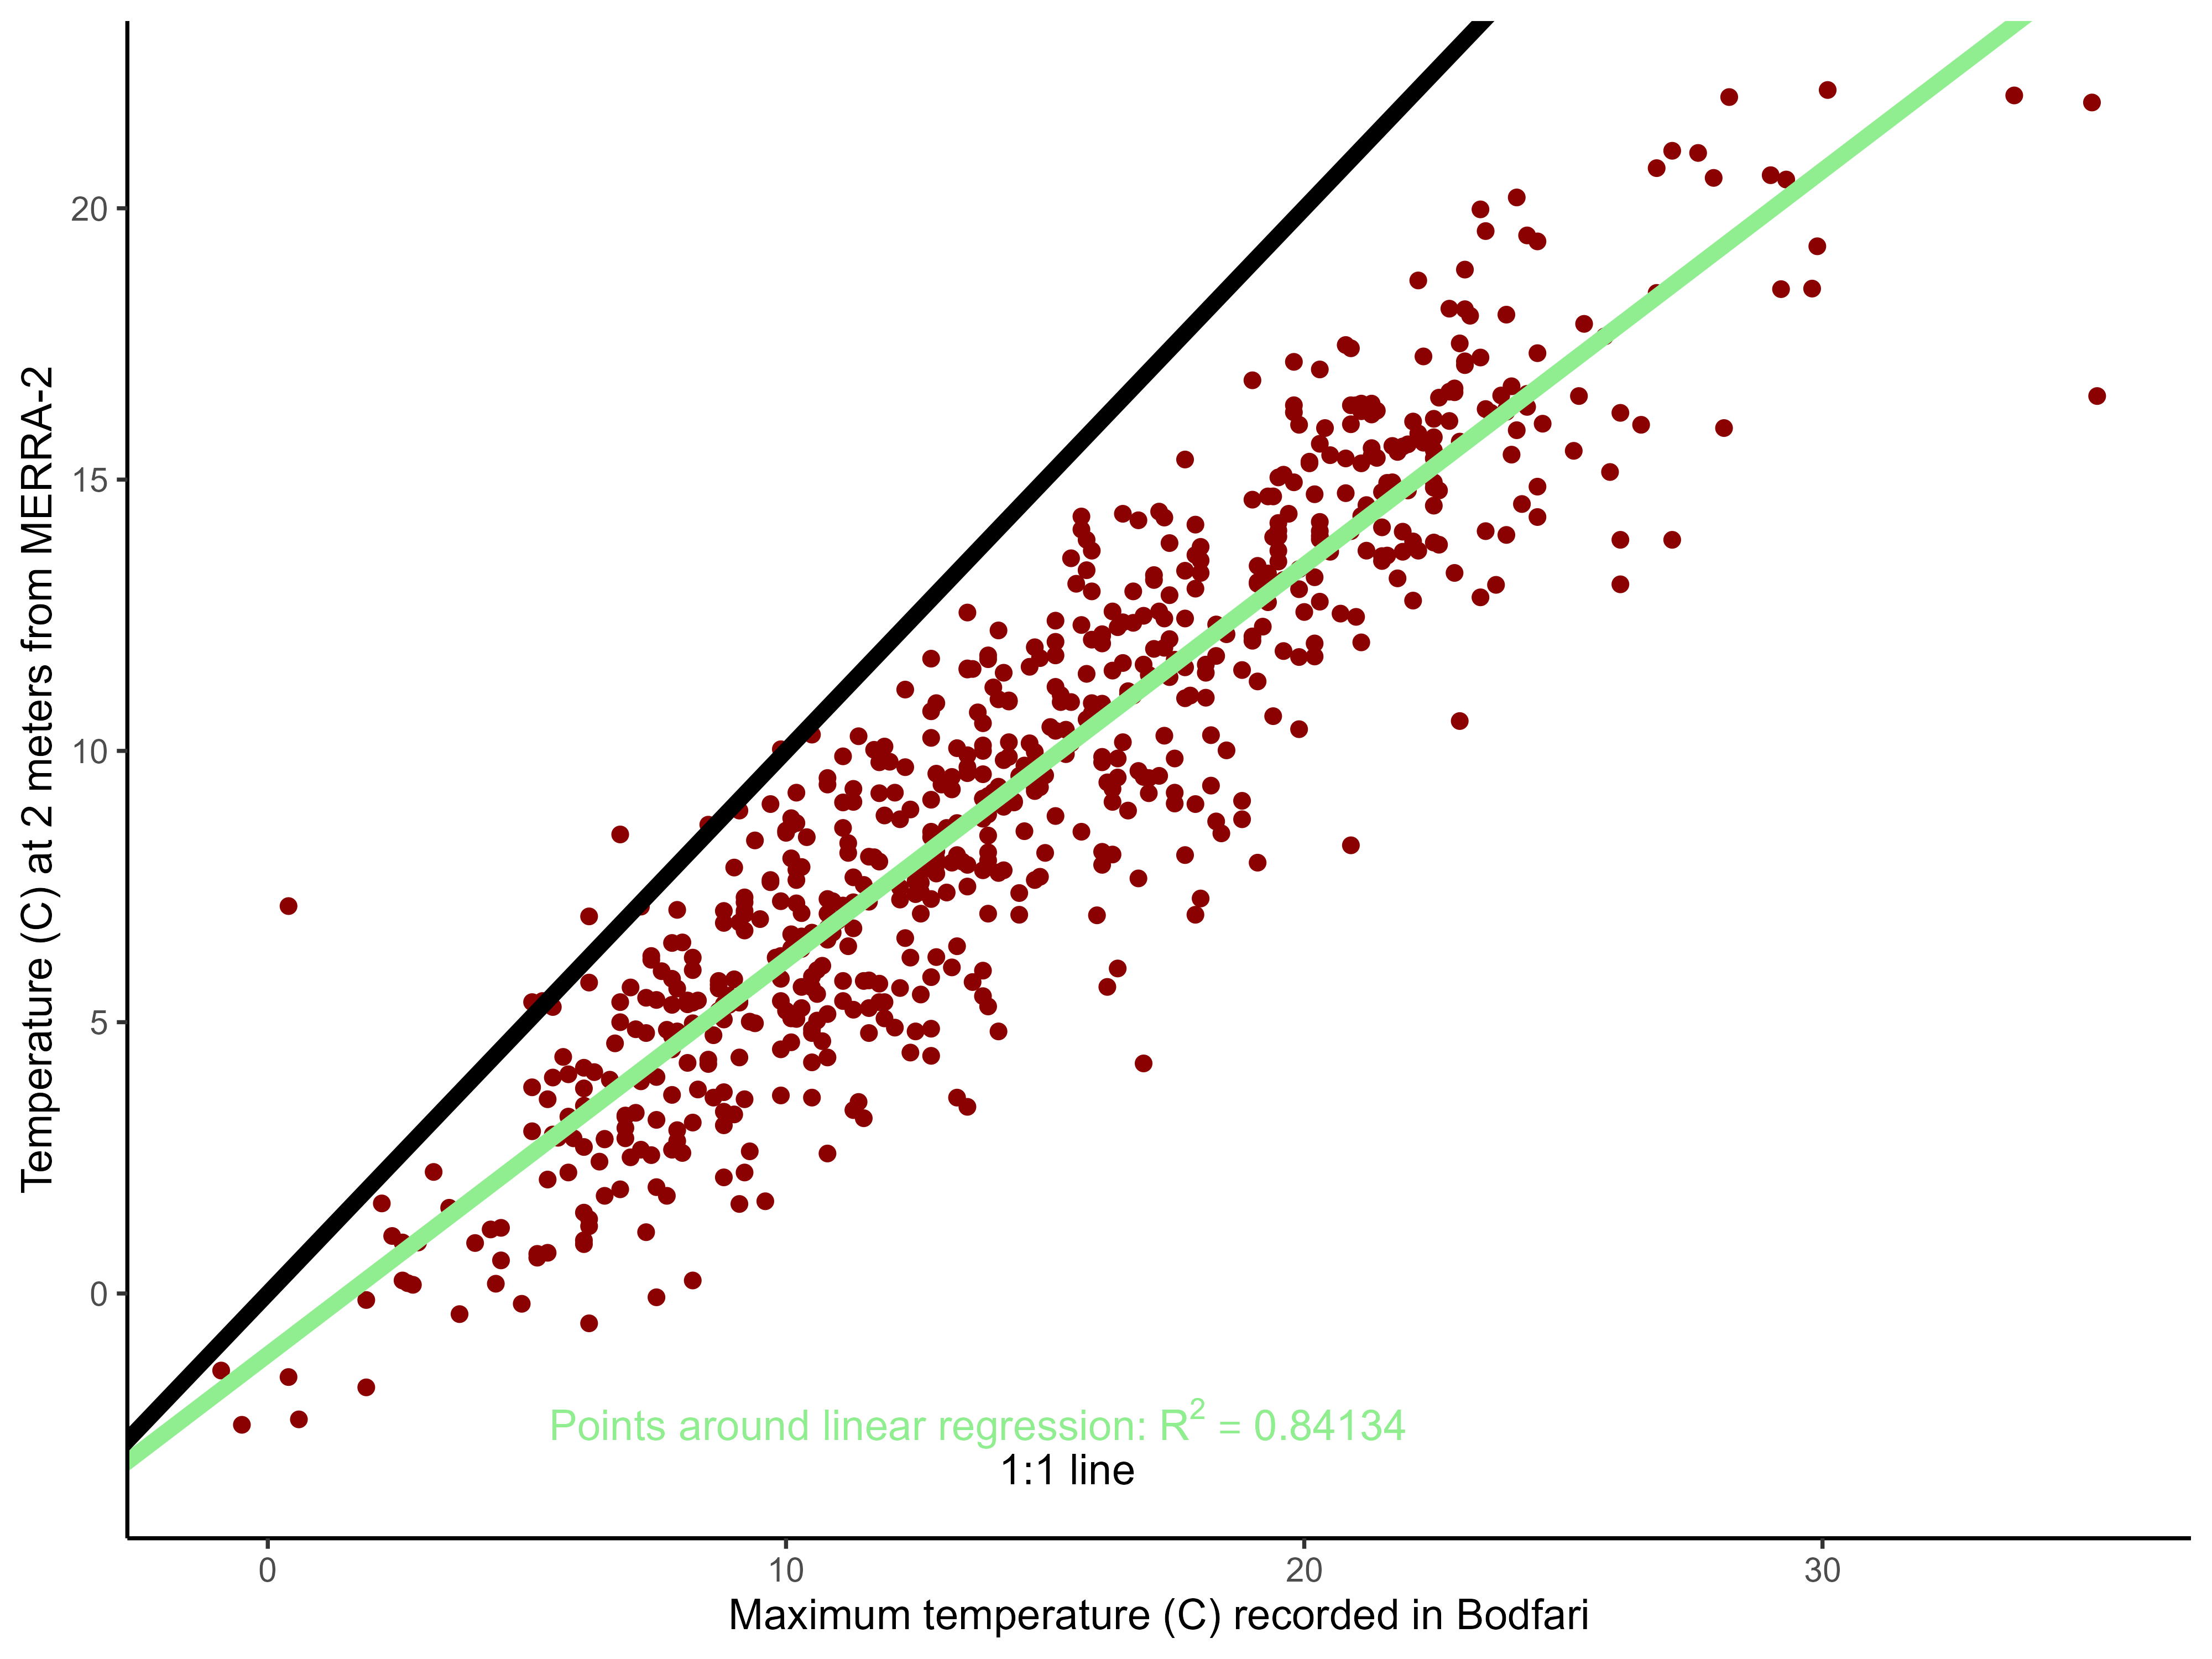 Temperature (C) at 2 meters from MERRA-2
20
15
10
5
0
Points around linear regression: R² = 0.84134
1:1 line
0 10 20 30
Maximum temperature (C) recorded in Bodfari